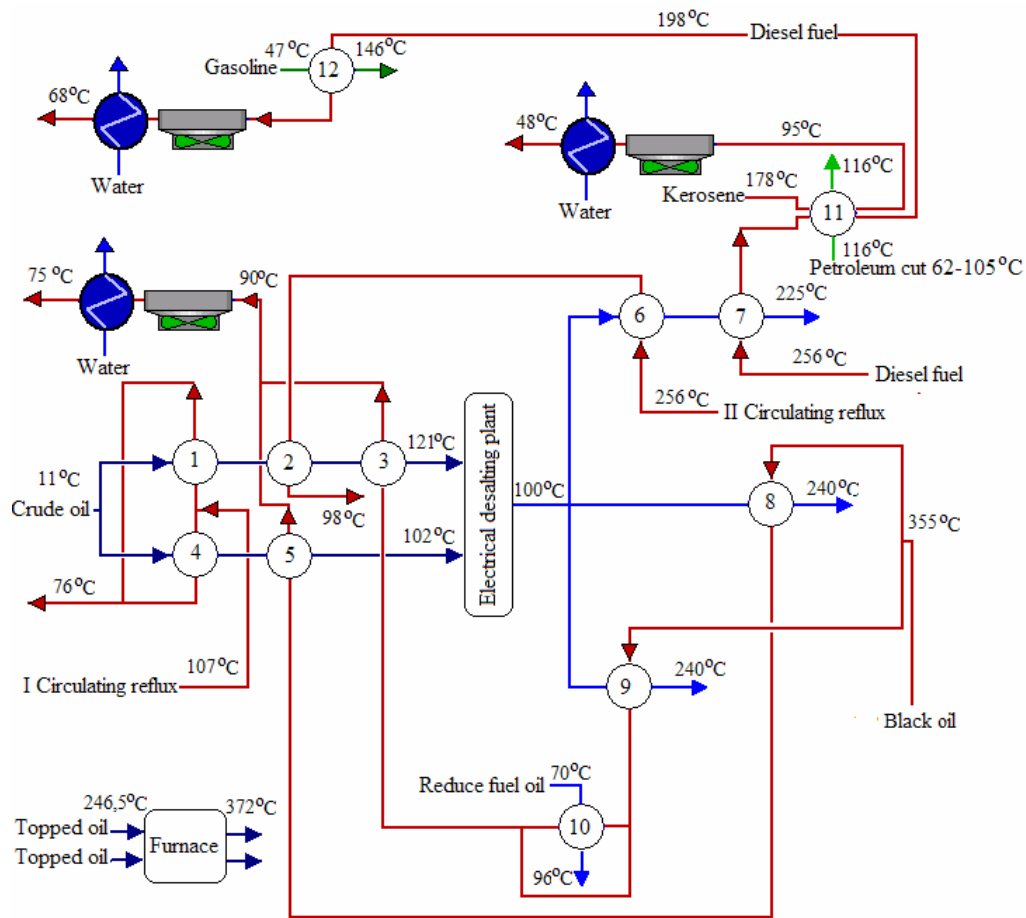 198°C
Diesel fuel
47°C
146°C
Gasoline
12
68°C
Water
48°C
95°C
Water
116°C
178°C
Kerosene
11
116°C
Petroleum cut 62-105°C
75°C
90°C
Water
6
7
225°C
256°C
Diesel fuel
256°C
II Circulating reflux
11°C
Crude oil
1
2
3
121°C
98°C
4
5
102°C
Electrical desalting plant
100°C
8
240°C
355°C
76°C
107°C
I Circulating reflux
9
240°C
Black oil
Reduce fuel oil
70°C
10
96°C
246,5°C
372°C
Topped oil
Topped oil
Furnace